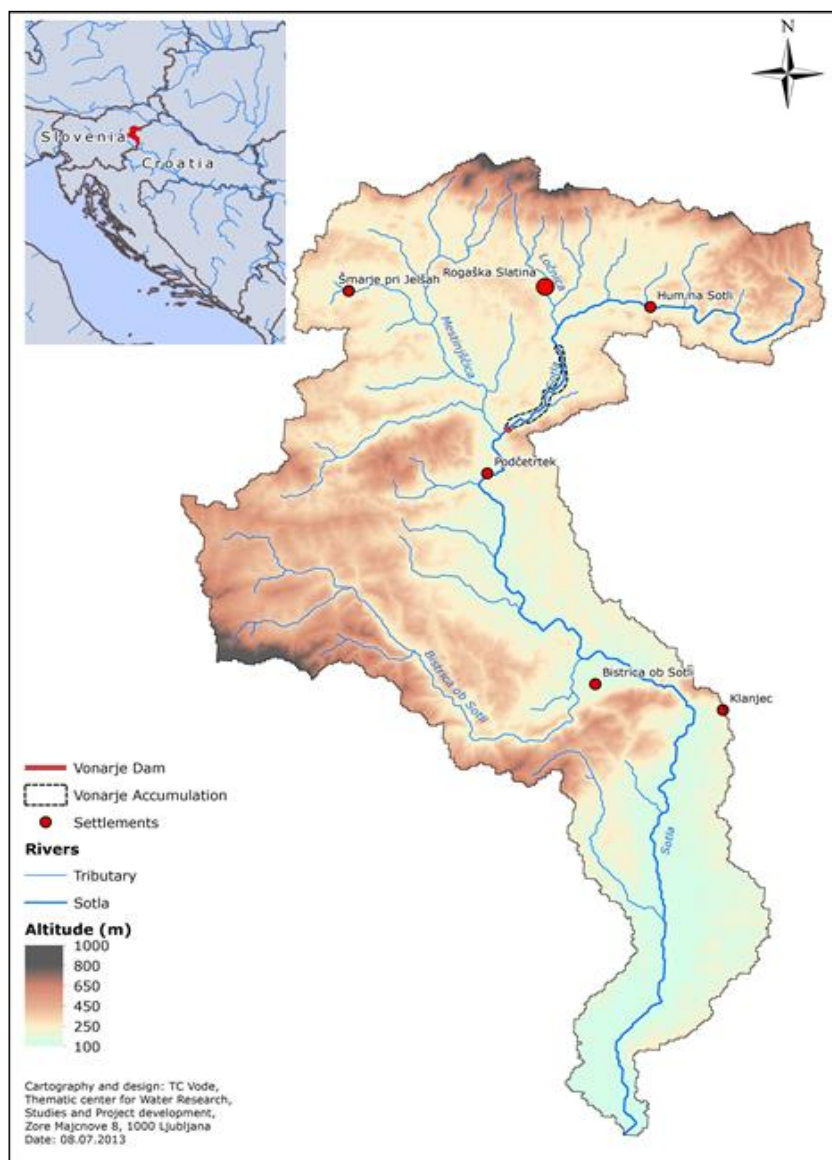 N
Slovenia
Croatia
Šmarje pri Jelšah
Rogaška Slatina
Ločnica
Hum na Sotli
Mestinjščica
Sotla
Podčetrtek
Bistrica ob Sotli
Bistrica ob Sotli
Klanjec
Sotla
Vonarje Dam
Vonarje Accumulation
Settlements
Rivers
Tributary
Sotla
Altitude (m)
1000
800
650
450
250
100
Cartography and design: TC Vode,
Thematic center for Water Research,
Studies and Project development,
Zore Majcnove 8, 1000 Ljubljana
Date: 08.07.2013